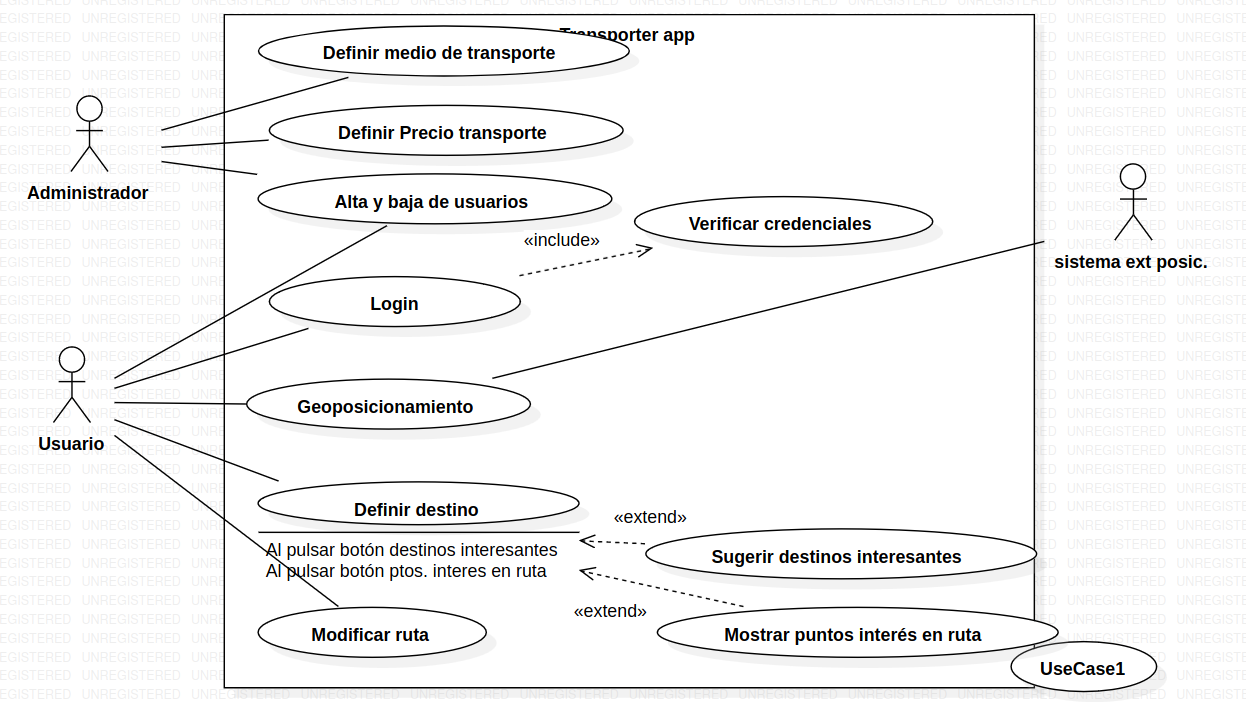 Transporter app
Definir medio de transporte
Definir Precio transporte
Administrador
Alta y baja de usuarios
Verificar credenciales
«include»
sistema ext posic.
Login
Geoposicionamiento
Usuario
Definir destino
«extend»
Al pulsar botón destinos interesantes
Sugerir destinos interesantes
Al pulsar botón ptos. interes en ruta
«extend»
Modificar ruta
Mostrar puntos interés en ruta
UseCase1
UNREGISTERED